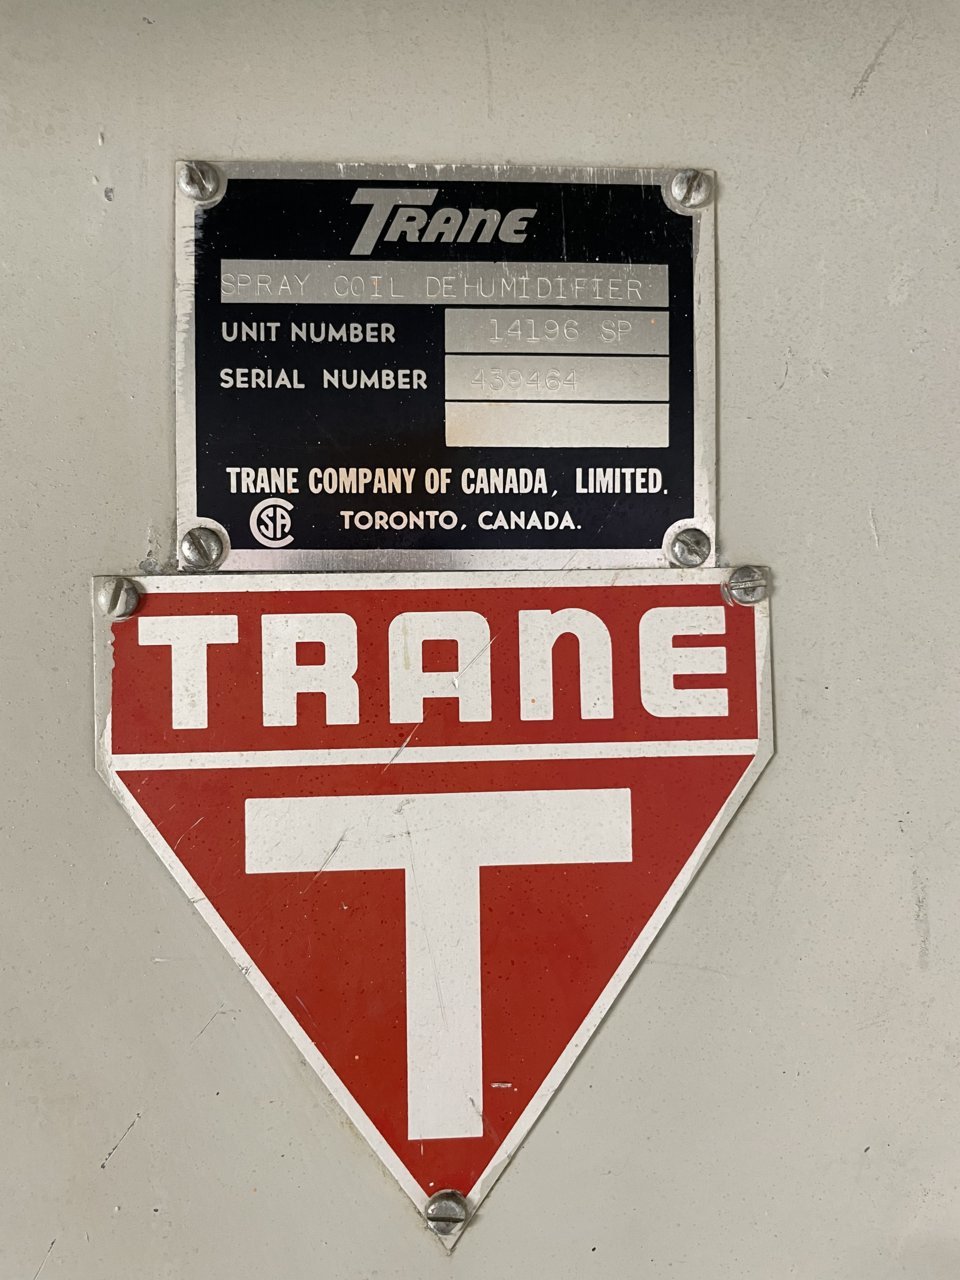 TRANE
SPRAY COIL DEHUMIDIFIER
UNIT NUMBER 14196 SP
SERIAL NUMBER 439464
TRANE COMPANY OF CANADA, LIMITED.
CSA TORONTO, CANADA.
TRANE
T